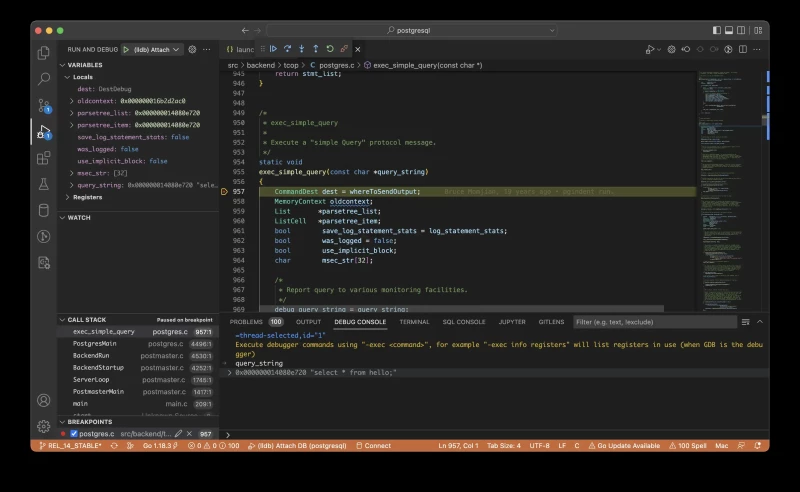 postgresql
RUN AND DEBUG
(lldb) Attach
launc
src > backend > tcop > C postgres.c > exec_simple_query(const char *)
VARIABLES
Locals
dest: DestDebug
oldcontext: 0x000000016b2d2ac0
parsetree_list: 0x000000014080e720
parsetree_item: 0x000000014080e720
save_log_statement_stats: false
was_logged: false
use_implicit_block: false
msec_str: [32]
query_string: 0x000000014080e720 "sele…
Registers
WATCH
945 return stmt_list;
946 }
947
948
949 /*
950 * exec_simple_query
951 *
952 * Execute a "simple Query" protocol message.
953 */
954 static void
955 exec_simple_query(const char *query_string)
956 {
957 CommandDest dest = whereToSendOutput;
958 MemoryContext oldcontext;
959 List *parsetree_list;
960 ListCell *parsetree_item;
961 bool save_log_statement_stats = log_statement_stats;
962 bool was_logged = false;
963 bool use_implicit_block;
964 char msec_str[32];
965
966 /*
967 * Report query to various monitoring facilities.
968 */
969 debug_query_string = query_string;
CALL STACK Paused on breakpoint
exec_simple_query postgres.c 957:1
PostgresMain postgres.c 4496:1
BackendRun postmaster.c 4530:1
BackendStartup postmaster.c 4252:1
ServerLoop postmaster.c 1745:1
PostmasterMain postmaster.c 1417:1
main main.c 209:1
BREAKPOINTS
postgres.c src/backend/t... 957
PROBLEMS 100 OUTPUT DEBUG CONSOLE TERMINAL SQL CONSOLE JUPYTER GITLENS Filter (e.g. text, !exclude)
=thread-selected,id="1"
Execute debugger commands using "-exec <command>", for example "-exec info registers" will list registers in use (when GDB is the debu
gger)
query_string
0x000000014080e720 "select * from hello;"
REL_14_STABLE* Go 1.18.3 0 0 100 (lldb) Attach DB (postgresql) Connect Ln 957, Col 1 Tab Size: 4 UTF-8 LF C Go Update Available 100 Spell Mac